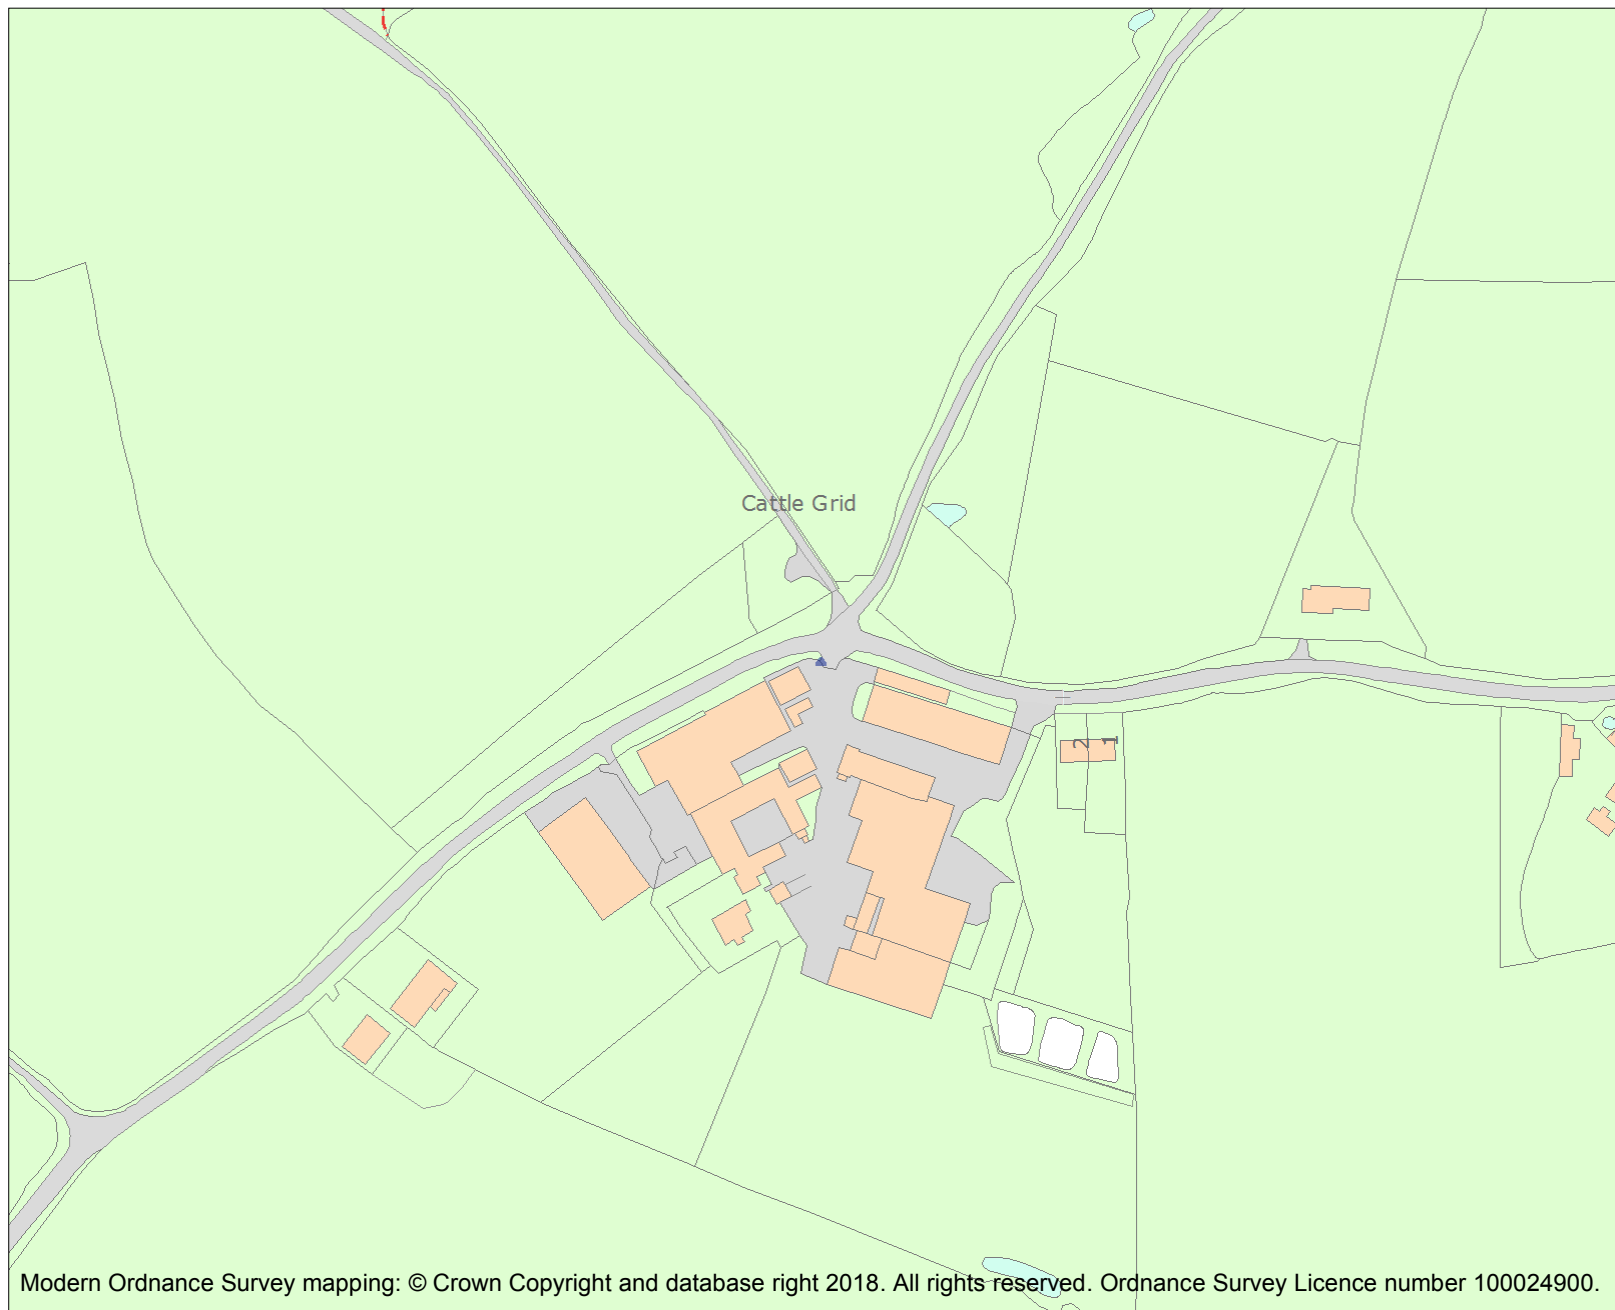 Cattle Grid
2
1
Modern Ordnance Survey mapping: © Crown Copyright and database right 2018. All rights reserved. Ordnance Survey Licence number 100024900.